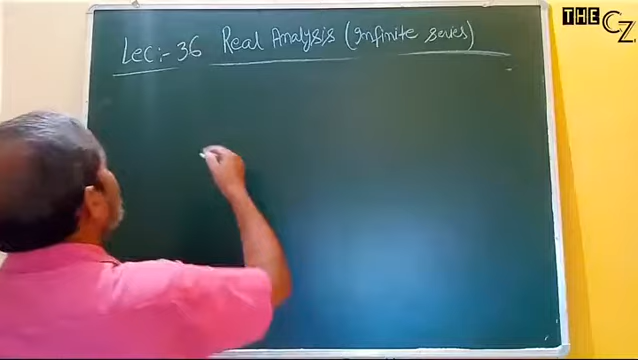 Lec:- 36 Real Analysis (Infinite series)
THE CZ.